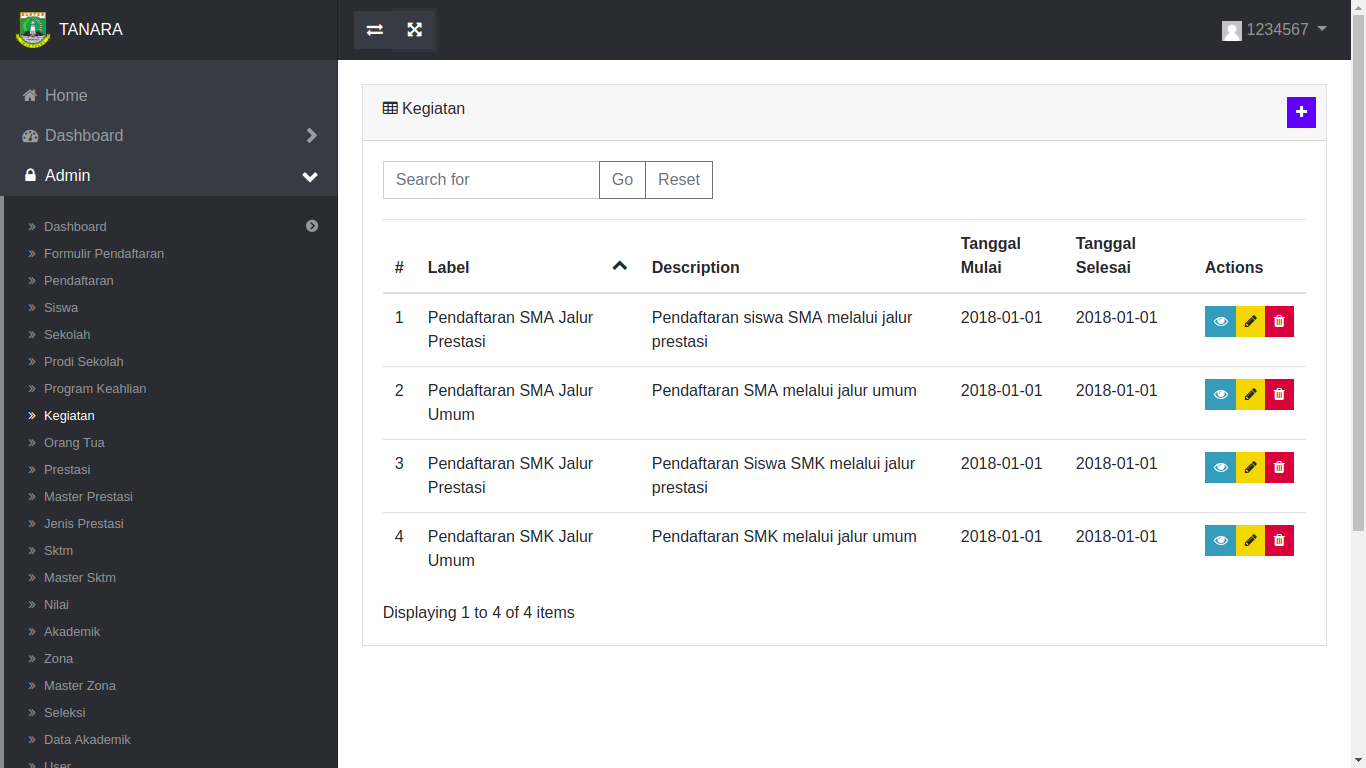 TANARA
1234567
Home
Dashboard
Admin
Dashboard
Formulir Pendaftaran
Pendaftaran
Siswa
Sekolah
Prodi Sekolah
Program Keahlian
Kegiatan
Orang Tua
Prestasi
Master Prestasi
Jenis Prestasi
Sktm
Master Sktm
Nilai
Akademik
Zona
Master Zona
Seleksi
Data Akademik
User
Kegiatan
Search for Go Reset
# Label Description Tanggal Mulai Tanggal Selesai Actions
1 Pendaftaran SMA Jalur Prestasi Pendaftaran siswa SMA melalui jalur prestasi 2018-01-01 2018-01-01
2 Pendaftaran SMA Jalur Umum Pendaftaran SMA melalui jalur umum 2018-01-01 2018-01-01
3 Pendaftaran SMK Jalur Prestasi Pendaftaran Siswa SMK melalui jalur prestasi 2018-01-01 2018-01-01
4 Pendaftaran SMK Jalur Umum Pendaftaran SMK melalui jalur umum 2018-01-01 2018-01-01
Displaying 1 to 4 of 4 items